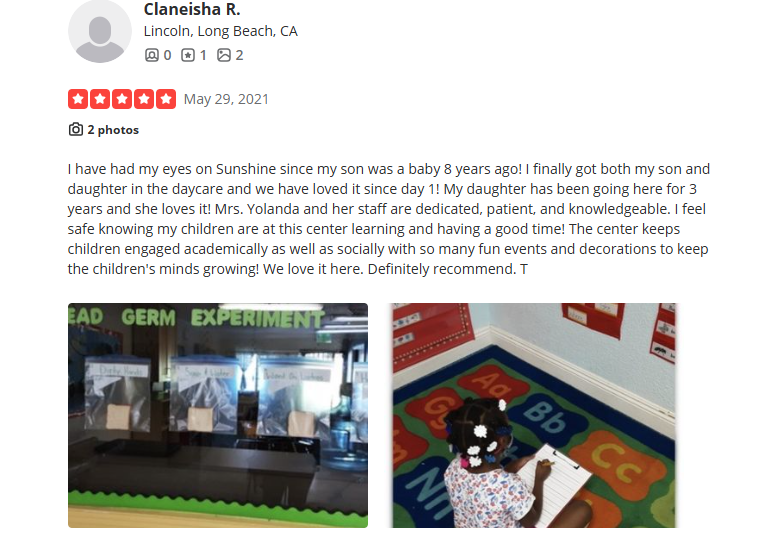 Claneisha R.
Lincoln, Long Beach, CA
0 1 2
May 29, 2021
2 photos
I have had my eyes on Sunshine since my son was a baby 8 years ago! I finally got both my son and
daughter in the daycare and we have loved it since day 1! My daughter has been going here for 3
years and she loves it! Mrs. Yolanda and her staff are dedicated, patient, and knowledgeable. I feel
safe knowing my children are at this center learning and having a good time! The center keeps
children engaged academically as well as socially with so many fun events and decorations to keep
the children's minds growing! We love it here. Definitely recommend. T
EAD GERM EXPERIMENT
Soap & Water
Aa
Bb
Cc
Gg
Nn